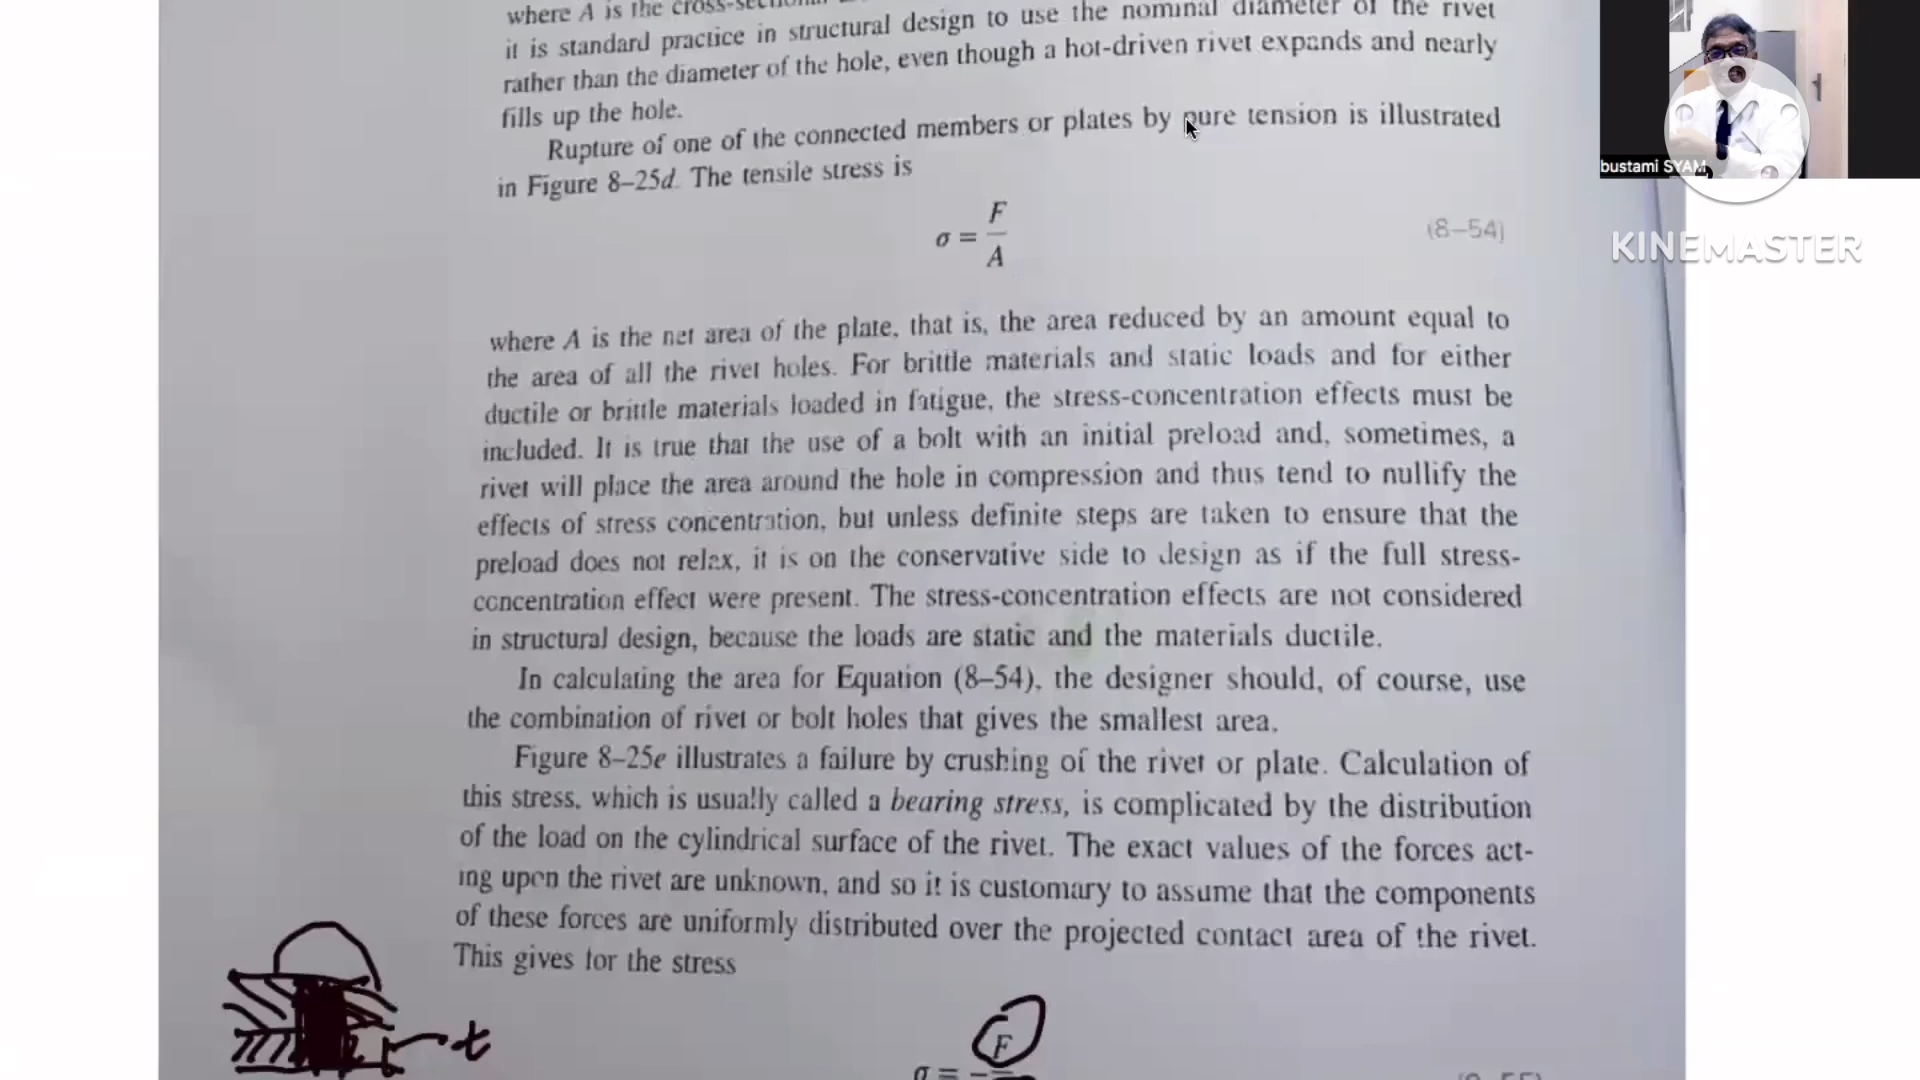 where A is the cross-sectional
it is standard practice in structural design to use the nominal diameter of the rivet
rather than the diameter of the hole, even though a hot-driven rivet expands and nearly
fills up the hole.
Rupture of one of the connected members or plates by pure tension is illustrated
in Figure 8–25d. The tensile stress is
σ = F / A (8–54)
where A is the net area of the plate, that is, the area reduced by an amount equal to
the area of all the rivet holes. For brittle materials and static loads and for either
ductile or brittle materials loaded in fatigue, the stress-concentration effects must be
included. It is true that the use of a bolt with an initial preload and, sometimes, a
rivet will place the area around the hole in compression and thus tend to nullify the
effects of stress concentration, but unless definite steps are taken to ensure that the
preload does not relax, it is on the conservative side to design as if the full stress-
concentration effect were present. The stress-concentration effects are not considered
in structural design, because the loads are static and the materials ductile.
In calculating the area for Equation (8–54), the designer should, of course, use
the combination of rivet or bolt holes that gives the smallest area.
Figure 8–25e illustrates a failure by crushing of the rivet or plate. Calculation of
this stress, which is usually called a bearing stress, is complicated by the distribution
of the load on the cylindrical surface of the rivet. The exact values of the forces act-
ing upon the rivet are unknown, and so it is customary to assume that the components
of these forces are uniformly distributed over the projected contact area of the rivet.
This gives for the stress
σ = – F
t
bustami SYAM
KINEMASTER